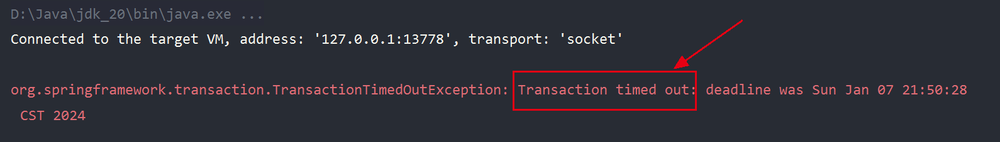 D:\Java\jdk_20\bin\java.exe ...
Connected to the target VM, address: '127.0.0.1:13778', transport: 'socket'
org.springframework.transaction.TransactionTimedOutException: Transaction timed out: deadline was Sun Jan 07 21:50:28
CST 2024